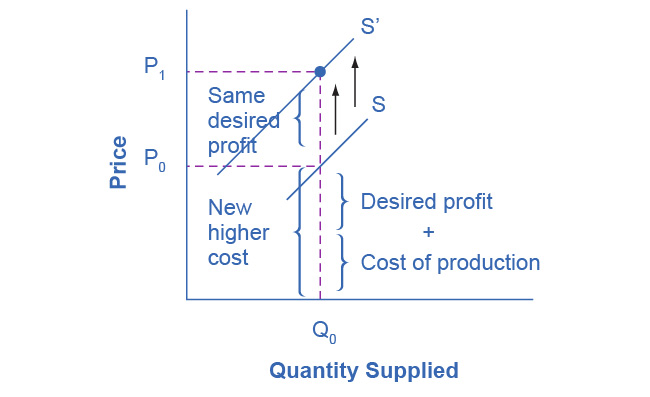 S’
P1
Same
desired
profit
S
P0
Price
New
higher
cost
Desired profit
+
Cost of production
Q0
Quantity Supplied